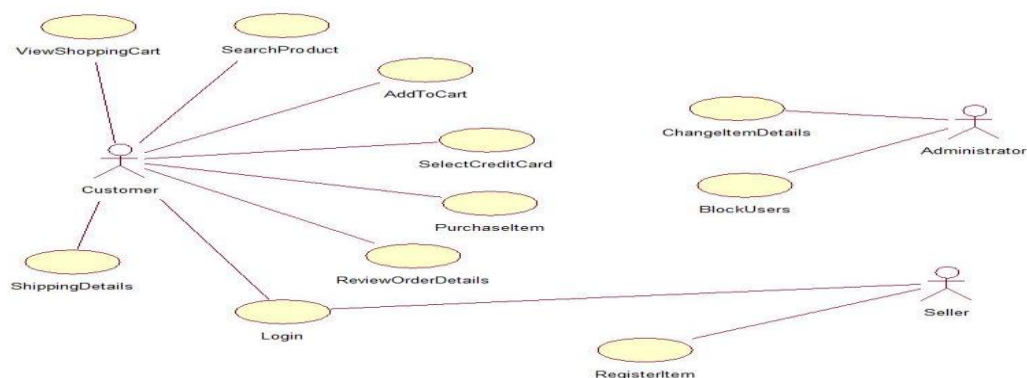 ViewShoppingCart
SearchProduct
AddToCart
ChangeItemDetails
Administrator
SelectCreditCard
Customer
BlockUsers
PurchaseItem
ShippingDetails
ReviewOrderDetails
Seller
Login
RegisterItem